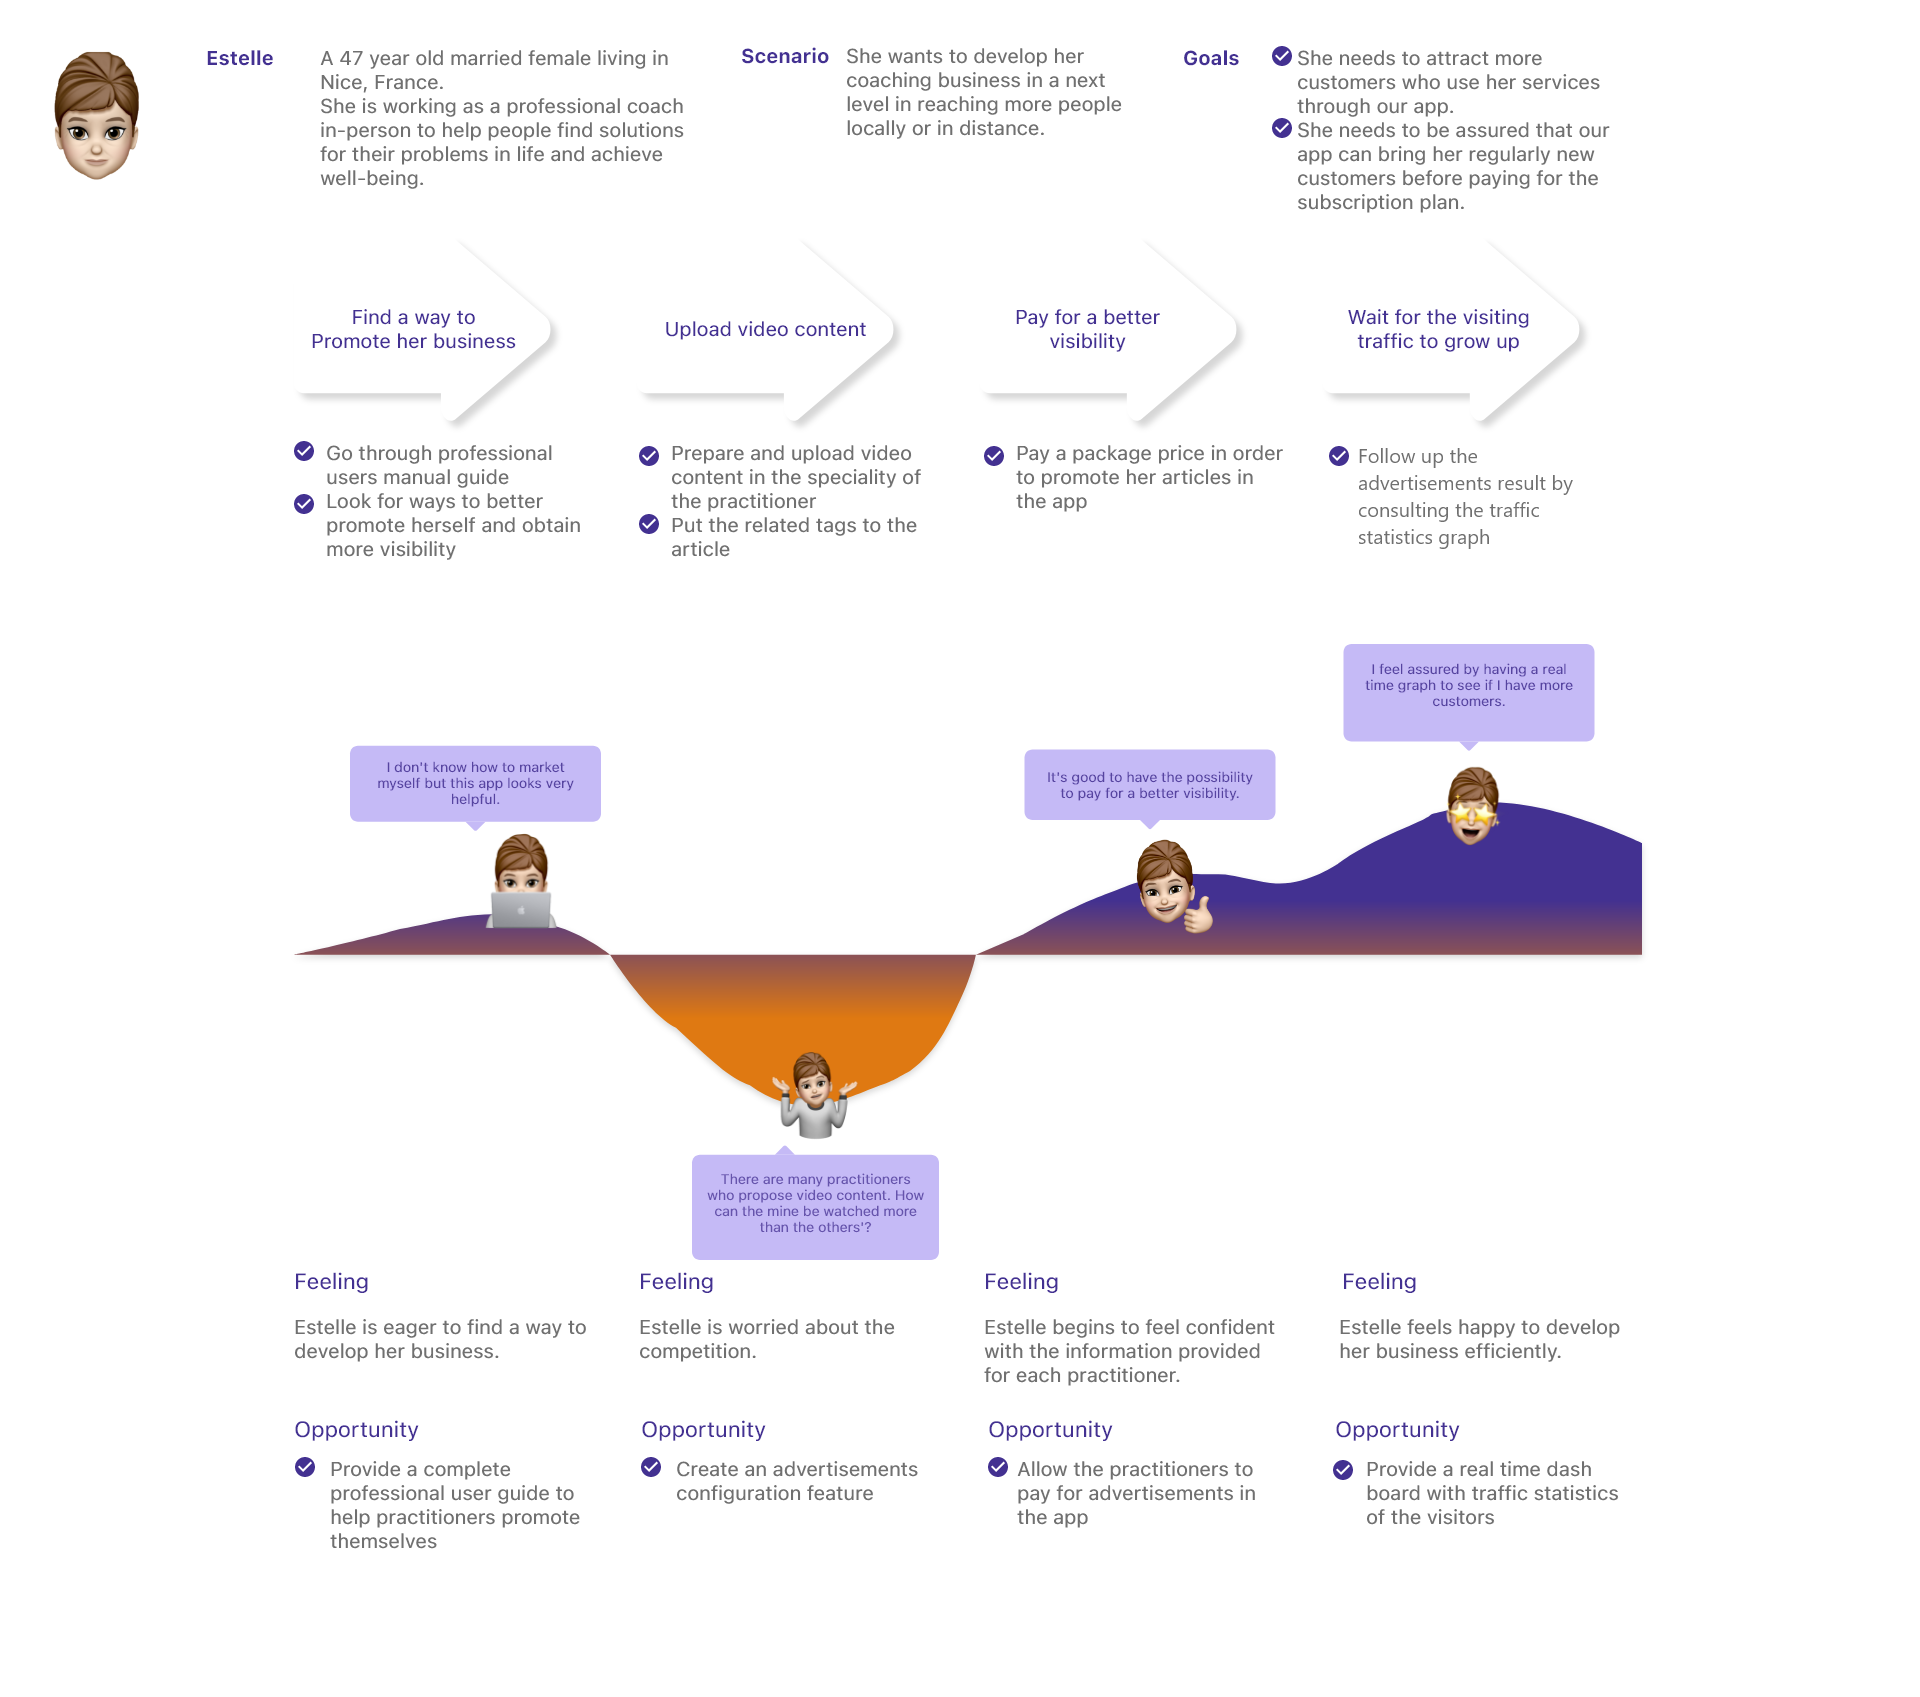 Estelle
A 47 year old married female living in
Nice, France.
She is working as a professional coach
in-person to help people find solutions
for their problems in life and achieve
well-being.
Scenario
She wants to develop her
coaching business in a next
level in reaching more people
locally or in distance.
Goals
She needs to attract more
customers who use her services
through our app.
She needs to be assured that our
app can bring her regularly new
customers before paying for the
subscription plan.
Find a way to
Promote her business
Upload video content
Pay for a better
visibility
Wait for the visiting
traffic to grow up
Go through professional
users manual guide
Look for ways to better
promote herself and obtain
more visibility
Prepare and upload video
content in the speciality of
the practitioner
Put the related tags to the
article
Pay a package price in order
to promote her articles in
the app
Follow up the
advertisements result by
consulting the traffic
statistics graph
I don't know how to market
myself but this app looks very
helpful.
There are many practitioners
who propose video content. How
can the mine be watched more
than the others'?
It's good to have the possibility
to pay for a better visibility.
I feel assured by having a real
time graph to see if I have more
customers.
Feeling
Estelle is eager to find a way to
develop her business.
Feeling
Estelle is worried about the
competition.
Feeling
Estelle begins to feel confident
with the information provided
for each practitioner.
Feeling
Estelle feels happy to develop
her business efficiently.
Opportunity
Provide a complete
professional user guide to
help practitioners promote
themselves
Opportunity
Create an advertisements
configuration feature
Opportunity
Allow the practitioners to
pay for advertisements in
the app
Opportunity
Provide a real time dash
board with traffic statistics
of the visitors